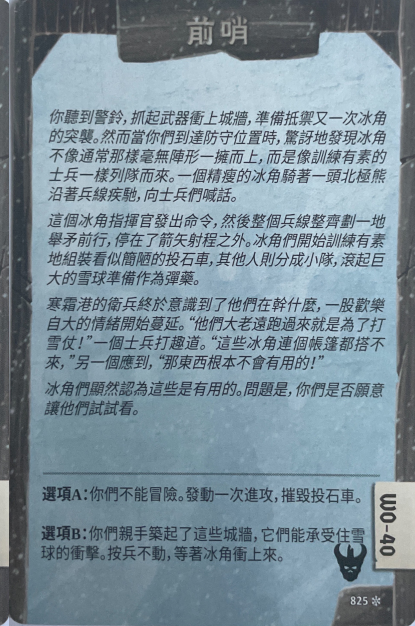 前哨
你聽到警鈴，抓起武器衝上城牆，準備抵禦又一次冰角
的突襲。然而當你們到達防守位置時，驚訝地發現冰角
不像通常那樣毫無陣形一擁而上，而是像訓練有素的
士兵一樣列隊而來。一個精瘦的冰角騎著一頭北極熊
沿著兵線疾馳，向士兵們喊話。
這個冰角指揮官發出命令，然後整個兵線整齊劃一地
舉矛前行，停在了箭矢射程之外。冰角們開始訓練有素
地組裝看似簡陋的投石車，其他人則分成小隊，滾起巨
大的雪球準備作為彈藥。
寒霜港的衛兵終於意識到了他們在幹什麼，一股歡樂
自大的情緒開始蔓延。“他們大老遠跑過來就是為了打
雪仗！”一個士兵打趣道。“這些冰角連個帳篷都搭不
來，”另一個應到，“那東西根本不會有用的！”
冰角們顯然認為這些是有用的。問題是，你們是否願意
讓他們試試看。
選項A：你們不能冒險。發動一次進攻，摧毀投石車。
選項B：你們親手築起了這些城牆，它們能承受住雪
球的衝擊。按兵不動，等著冰角衝上來。
WO-40
825